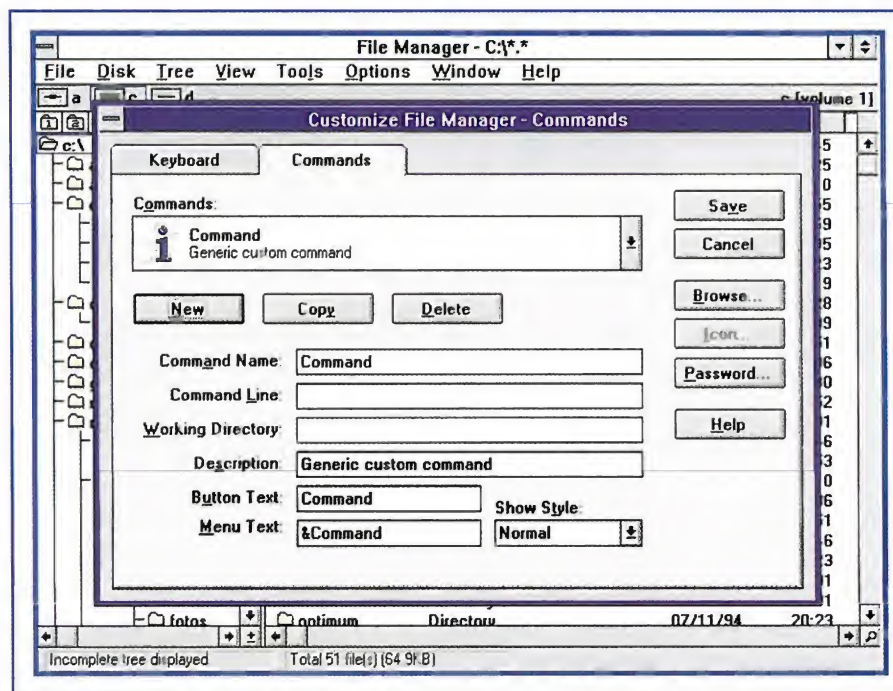 File Manager - C:\*.*
File Disk Tree View Tools Options Window Help
a c d c [volume 1]
Customize File Manager - Commands
c:\
Keyboard Commands
Commands:
Command
Generic custom command
Save
Cancel
New Copy Delete
Browse...
Icon...
Password...
Help
Command Name: Command
Command Line:
Working Directory:
Description: Generic custom command
Button Text: Command
Show Style:
Menu Text: &Command Normal
fotos optimum Directory 07/11/94 20:23
Incomplete tree displayed Total 51 file(s) (64.9KB)